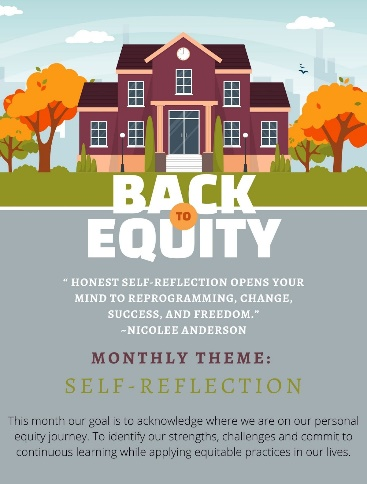 BACK
TO
EQUITY
“ HONEST SELF-REFLECTION OPENS YOUR
MIND TO REPROGRAMMING, CHANGE,
SUCCESS, AND FREEDOM.”
~NICOLEE ANDERSON
MONTHLY THEME:
SELF-REFLECTION
This month our goal is to acknowledge where we are on our personal
equity journey. To identify our strengths, challenges and commit to
continuous learning while applying equitable practices in our lives.